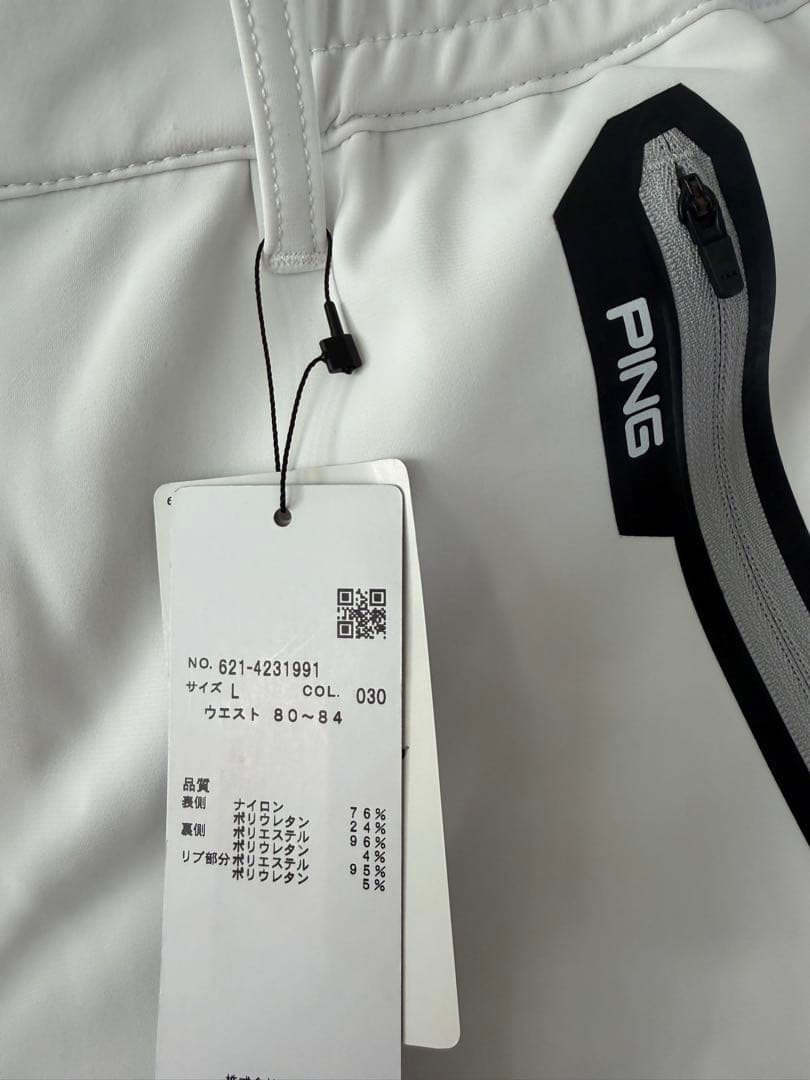 PING
6
NO. 621-4231991
サイズ L COL. 030
ウエスト 80~84
品質
表側 ナイロン 76%
ポリウレタン 24%
裏側 ポリエステル 96%
ポリウレタン 4%
リブ部分 ポリエステル 95%
ポリウレタン 5%